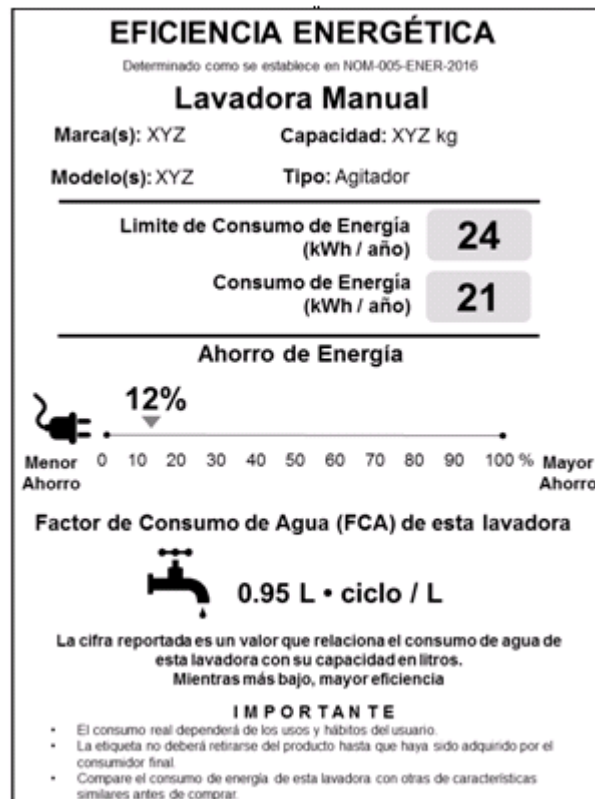 EFICIENCIA ENERGÉTICA
Determinado como se establece en NOM-005-ENER-2016
Lavadora Manual
Marca(s): XYZ Capacidad: XYZ kg
Modelo(s): XYZ Tipo: Agitador
Limite de Consumo de Energía
(kWh / año) 24
Consumo de Energía
(kWh / año) 21
Ahorro de Energía
12%
Menor Ahorro 0 10 20 30 40 50 60 70 80 90 100 % Mayor Ahorro
Factor de Consumo de Agua (FCA) de esta lavadora
0.95 L • ciclo / L
La cifra reportada es un valor que relaciona el consumo de agua de
esta lavadora con su capacidad en litros.
Mientras más bajo, mayor eficiencia
IMPORTANTE
• El consumo real dependerá de los usos y hábitos del usuario.
• La etiqueta no deberá retirarse del producto hasta que haya sido adquirido por el
consumidor final.
• Compare el consumo de energía de esta lavadora con otras de características
similares antes de comprar.